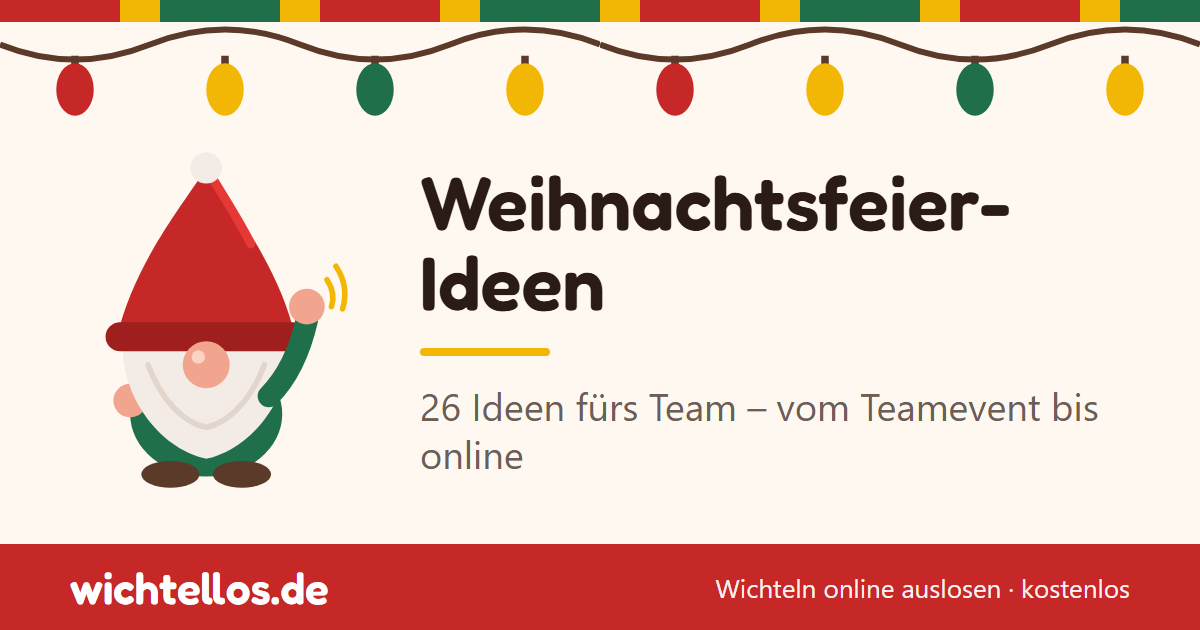 Weihnachtsfeier-
Ideen
26 Ideen fürs Team – vom Teamevent bis
online
wichtellos.de
Wichteln online auslosen · kostenlos